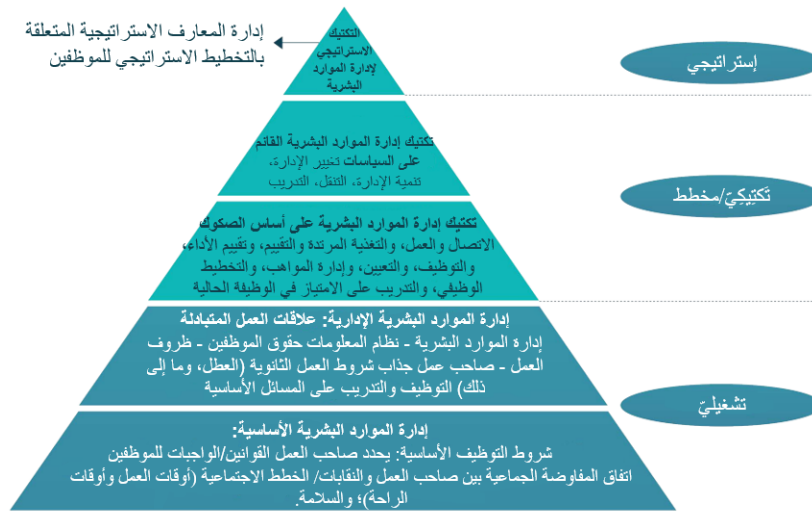 إدارة المعارف الاستراتيجية المتعلقة
بالتخطيط الاستراتيجي للموظفين
التكتيك
الاستراتيجي
لإدارة الموارد
البشرية
إستراتيجي
تكتيك إدارة الموارد البشرية القائم
على السياسات تغيير الإدارة،
تنمية الإدارة، التنقل، التدريب
تَكتِيكِيّ/مخطط
تكتيك إدارة الموارد البشرية على أساس الصكوك
الاتصال والعمل، والتغذية المرتدة والتقييم، وتقييم الأداء،
والتوظيف، والتعيين، وإدارة المواهب، والتخطيط
الوظيفي، والتدريب على الامتياز في الوظيفة الحالية
إدارة الموارد البشرية الإدارية: علاقات العمل المتبادلة
إدارة الموارد البشرية - نظام المعلومات حقوق الموظفين - ظروف
العمل - صاحب عمل جذاب شروط العمل الثانوية (العطل، وما إلى
ذلك) التوظيف والتدريب على المسائل الأساسية
تشغيليّ
إدارة الموارد البشرية الأساسية:
شروط التوظيف الأساسية: يحدد صاحب العمل القوانين/الواجبات للموظفين
اتفاق المفاوضة الجماعية بين صاحب العمل والنقابات/ الخطط الاجتماعية (أوقات العمل وأوقات
الراحة)؛ والسلامة.